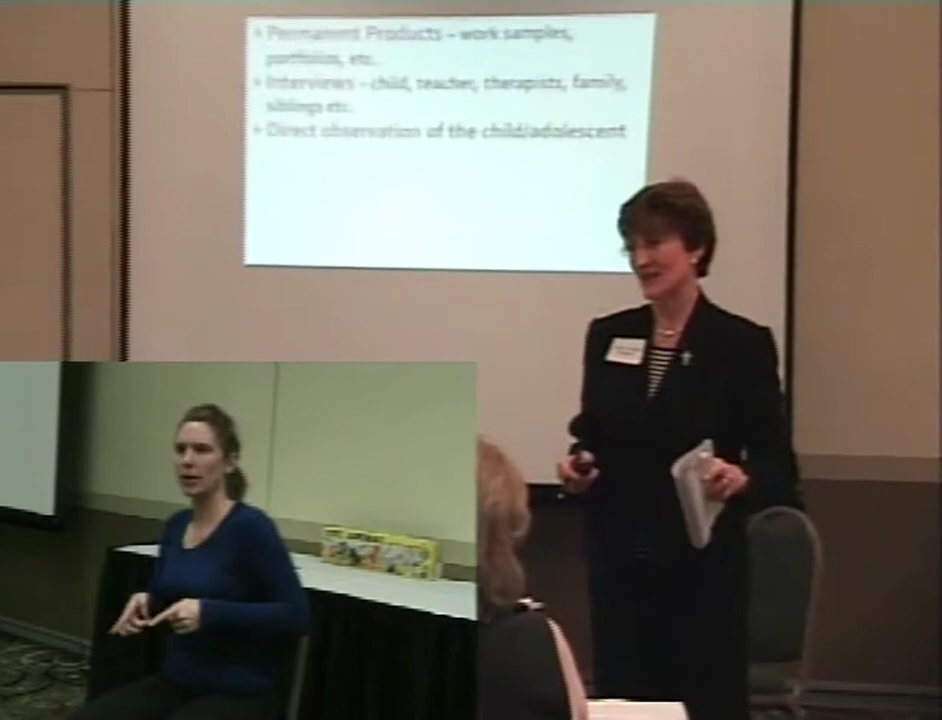 • Permanent Products – work samples,
portfolios, etc.
• Interviews – child, teacher, therapists, family,
siblings etc.
• Direct observation of the child/adolescent